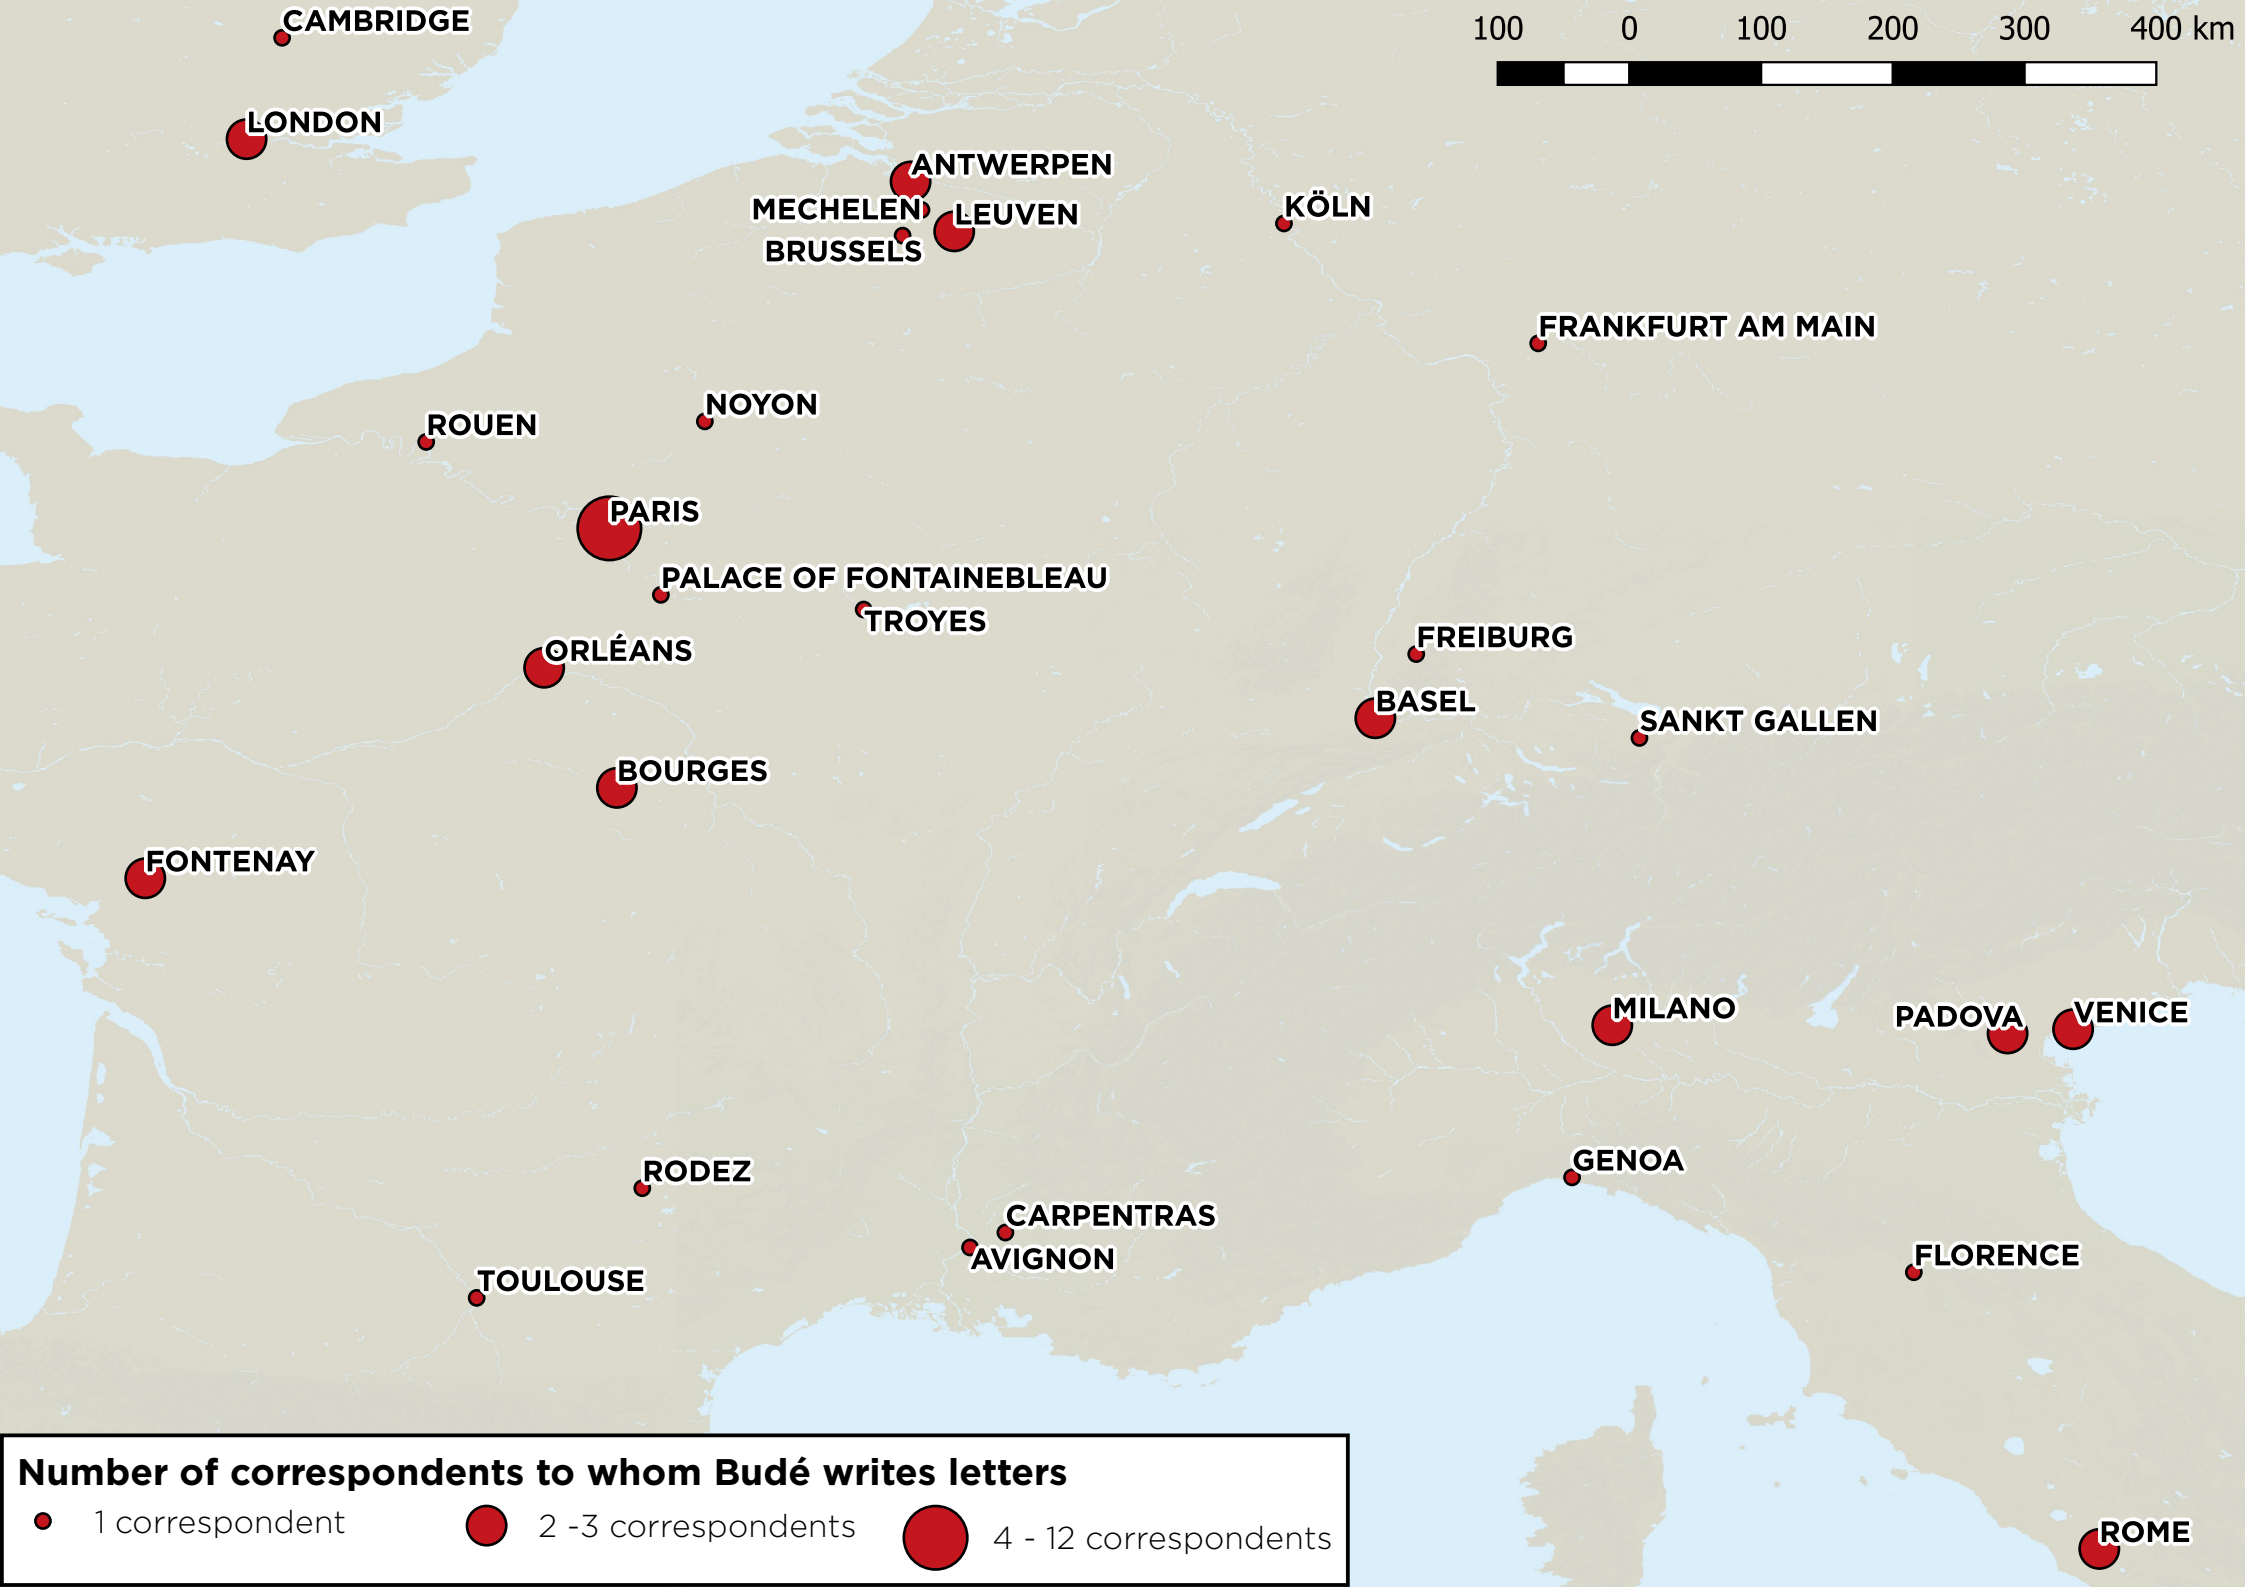 CAMBRIDGE
100 0 100 200 300 400 km
LONDON
ANTWERPEN
MECHELEN
LEUVEN
BRUSSELS
KÖLN
FRANKFURT AM MAIN
NOYON
ROUEN
PARIS
PALACE OF FONTAINEBLEAU
TROYES
ORLÉANS
FREIBURG
BASEL
SANKT GALLEN
BOURGES
FONTENAY
MILANO
PADOVA
VENICE
RODEZ
GENOA
CARPENTRAS
AVIGNON
FLORENCE
TOULOUSE
Number of correspondents to whom Budé writes letters
1 correspondent
2 -3 correspondents
4 - 12 correspondents
ROME